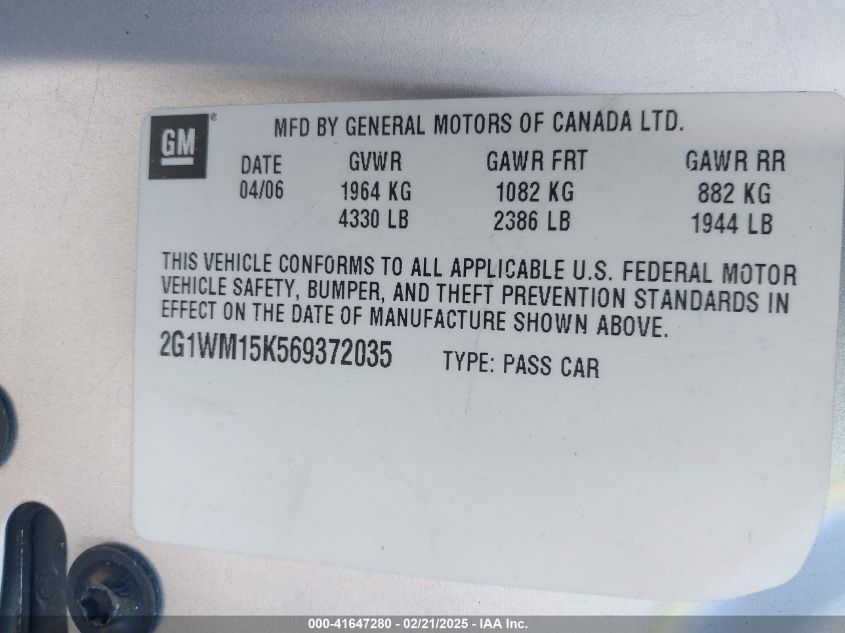 GM®
MFD BY GENERAL MOTORS OF CANADA LTD.
DATE GVWR GAWR FRT GAWR RR
04/06 1964 KG 1082 KG 882 KG
4330 LB 2386 LB 1944 LB
THIS VEHICLE CONFORMS TO ALL APPLICABLE U.S. FEDERAL MOTOR
VEHICLE SAFETY, BUMPER, AND THEFT PREVENTION STANDARDS IN
EFFECT ON THE DATE OF MANUFACTURE SHOWN ABOVE.
2G1WM15K569372035 TYPE: PASS CAR
000-41647280 - 02/21/2025 - IAA Inc.